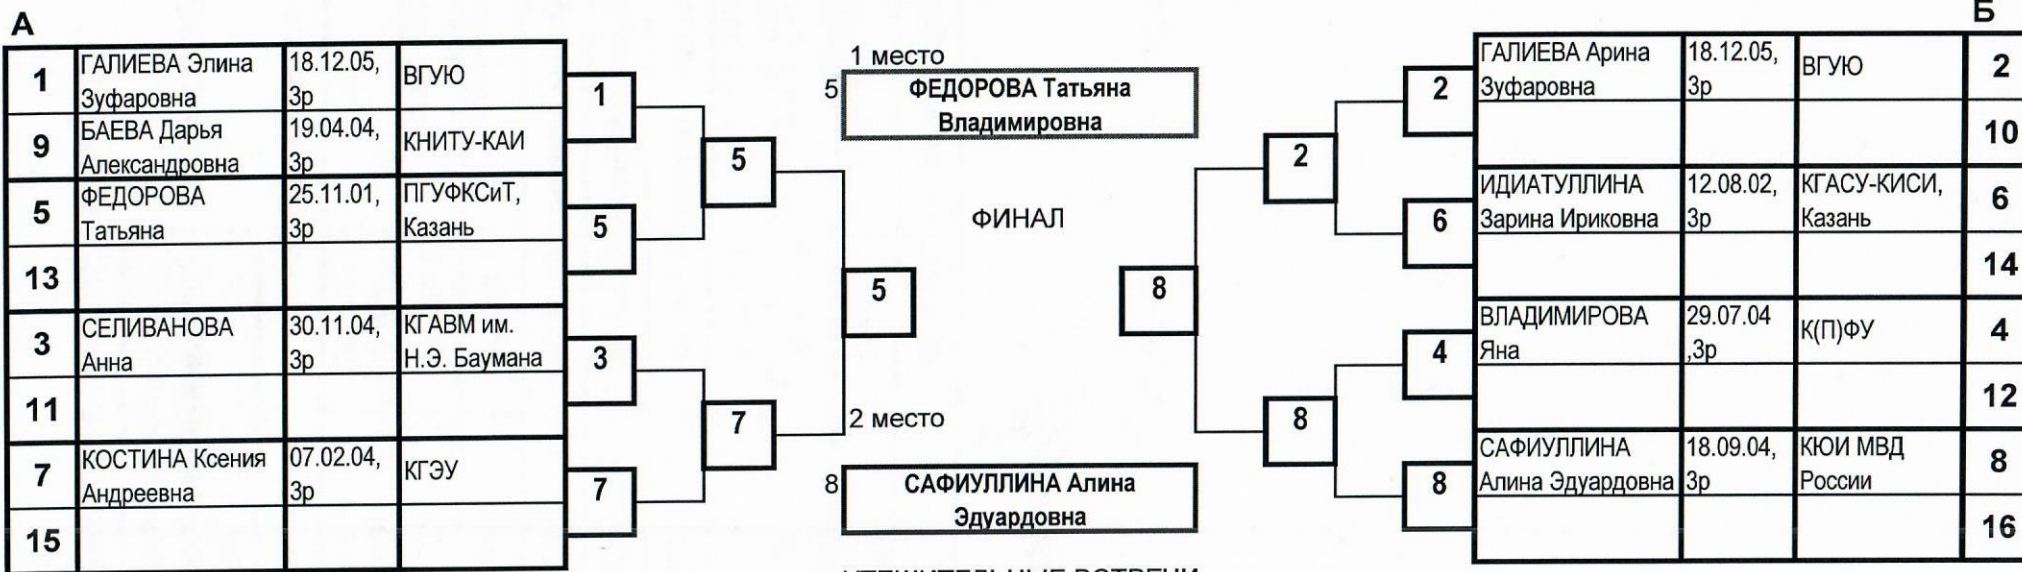 А
1 ГАЛИЕВА Элина 18.12.05, ВГУЮ
Зуфаровна 3р
9 БАЕВА Дарья 19.04.04, КНИТУ-КАИ
Александровна 3р
5 ФЕДОРОВА 25.11.01, ПГУФКСиТ,
Татьяна 3р Казань
13
3 СЕЛИВАНОВА 30.11.04, КГАВМ им.
Анна 3р Н.Э. Баумана
11
7 КОСТИНА Ксения 07.02.04, КГЭУ
Андреевна 3р
15
1
5
3
7
5
7
5
1 место
5 ФЕДОРОВА Татьяна
Владимировна
ФИНАЛ
2 место
8 САФИУЛЛИНА Алина
Эдуардовна
8
2
8
2
6
4
8
Б
ГАЛИЕВА Арина 18.12.05, ВГУЮ 2
Зуфаровна 3р
10
ИДИАТУЛЛИНА 12.08.02, КГАСУ-КИСИ, 6
Зарина Ириковна 3р Казань
14
ВЛАДИМИРОВА 29.07.04 К(П)ФУ 4
Яна ,3р
12
САФИУЛЛИНА 18.09.04, КЮИ МВД 8
Алина Эдуардовна 3р России
16